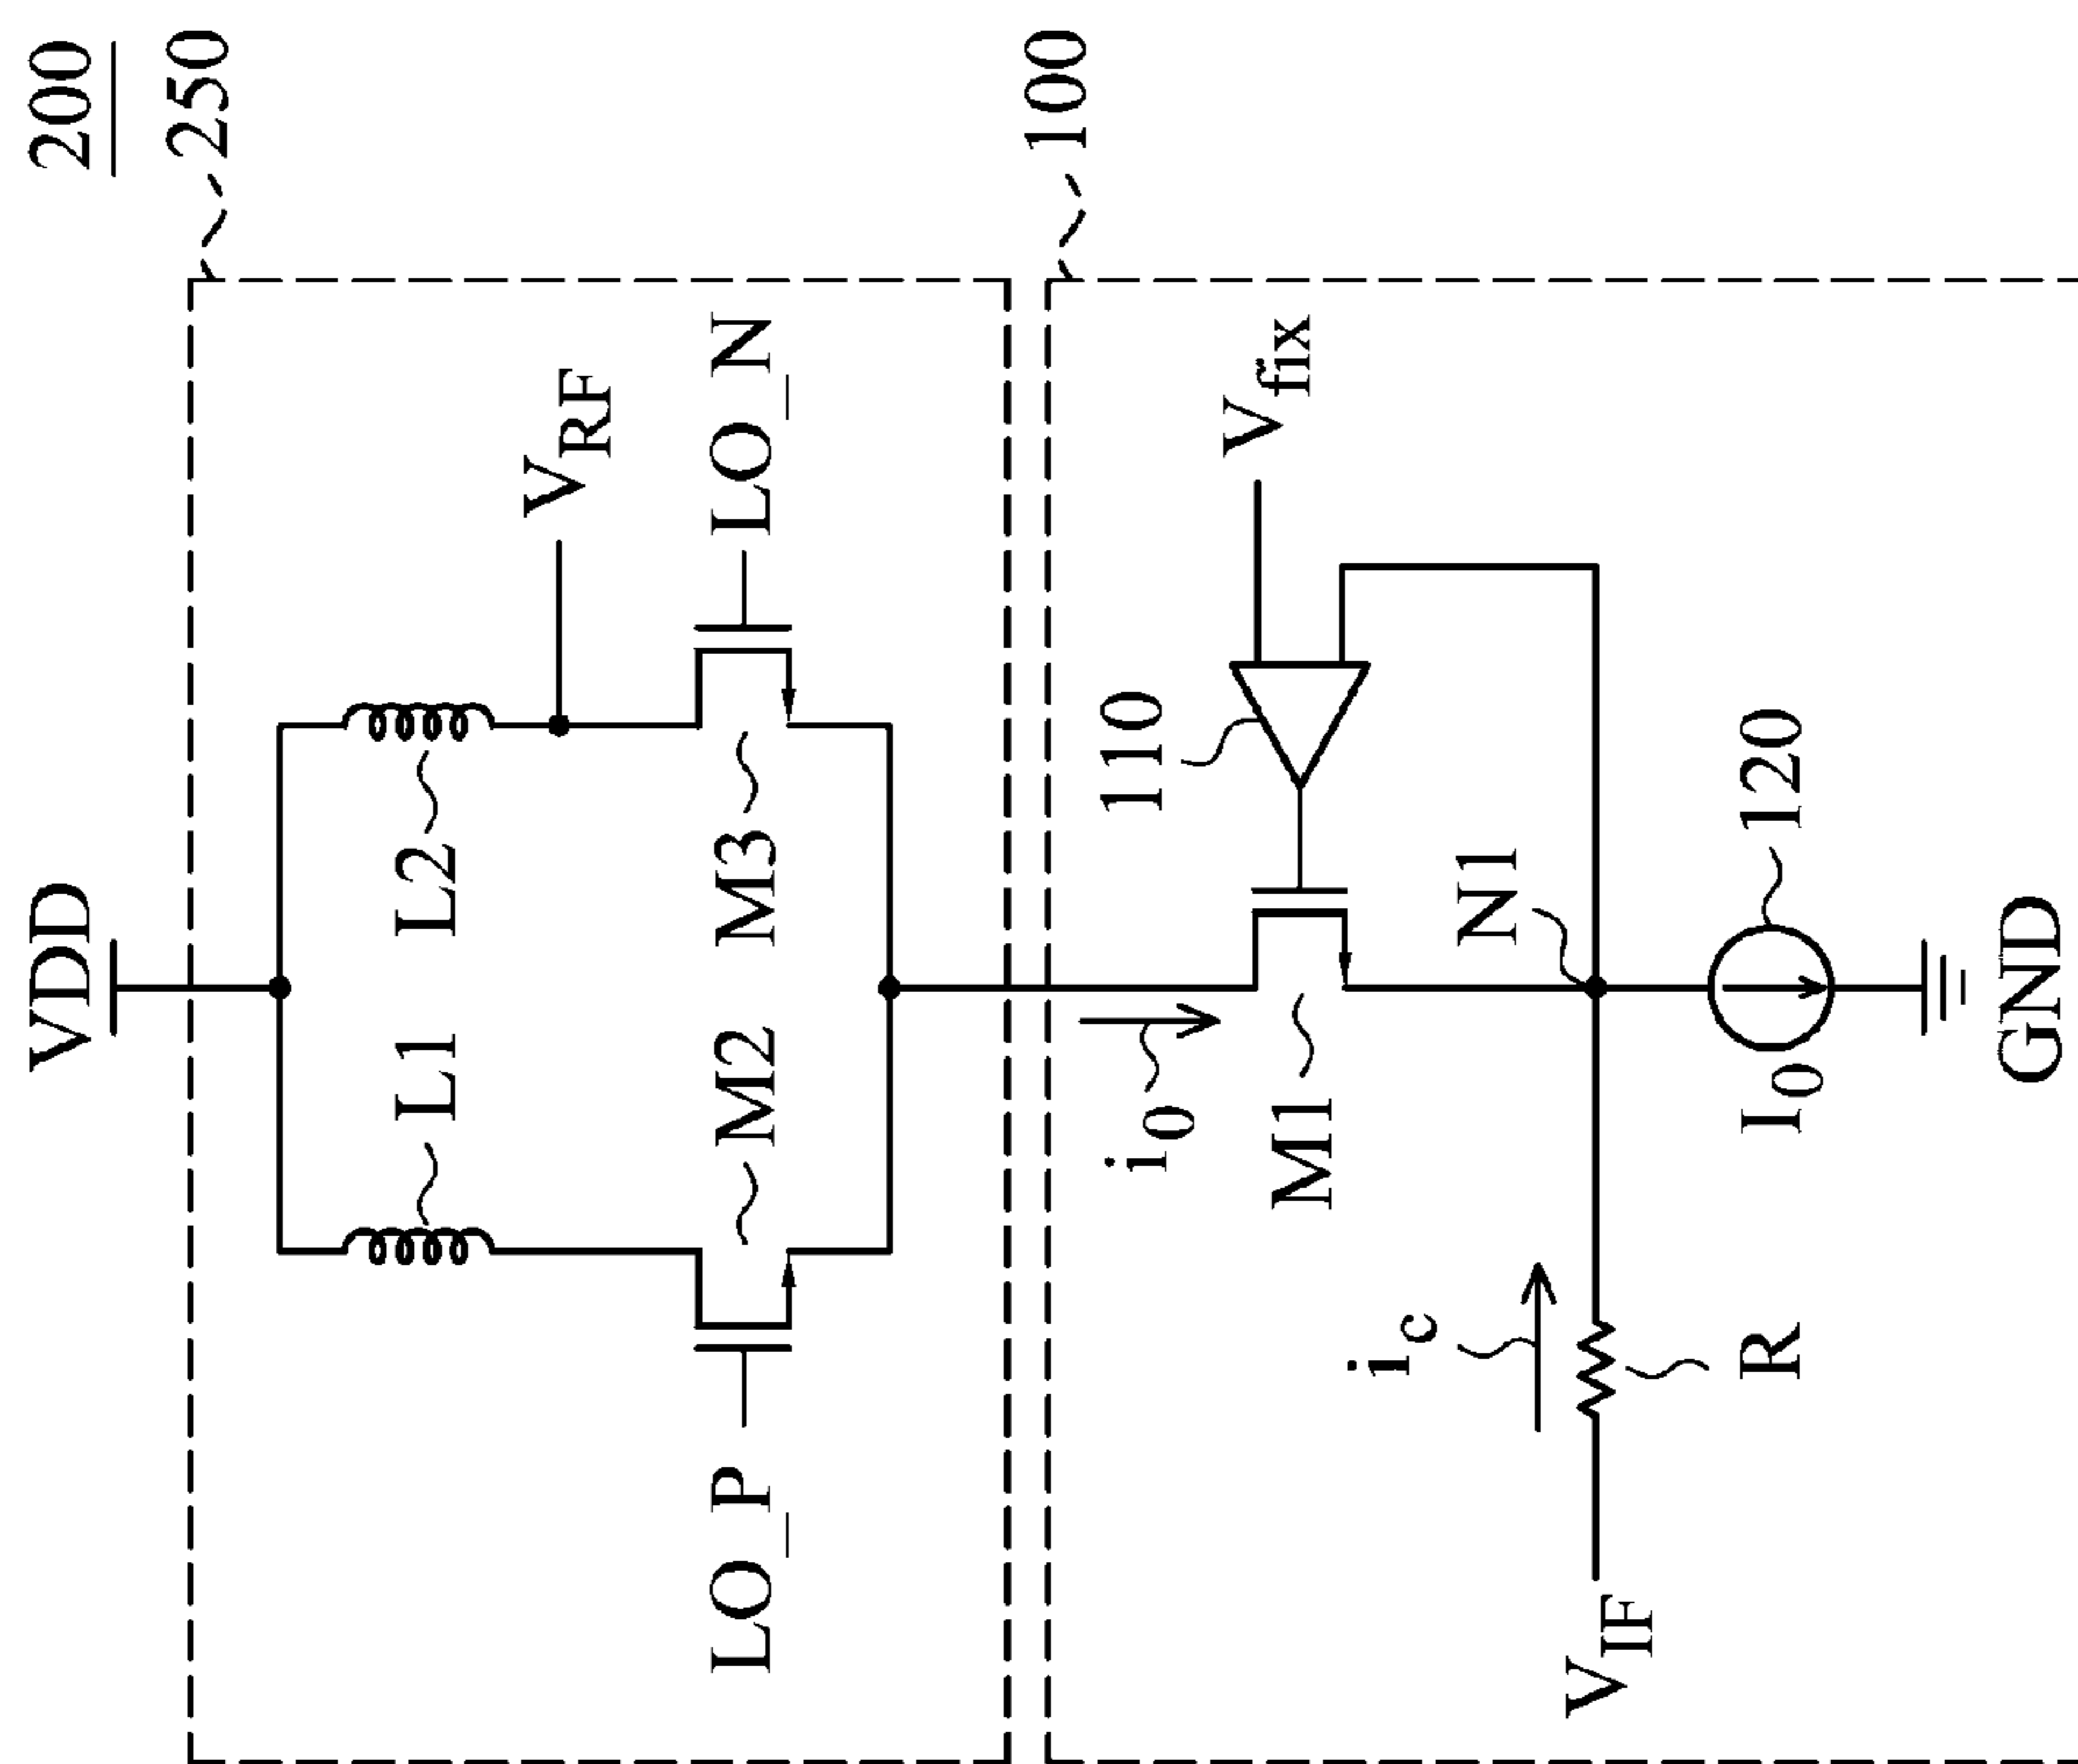 200
250
VDD
L1
L2
VRF
M2
M3
LO_P
LO_N
100
i0
110
Vfix
M1
N1
ic
VIF
R
I0
120
GND